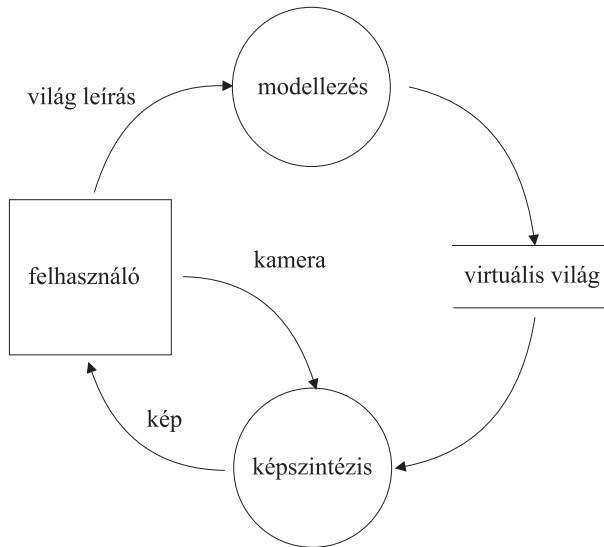 modellezés
világ leírás
felhasználó
kamera
virtuális világ
kép
képszintézis